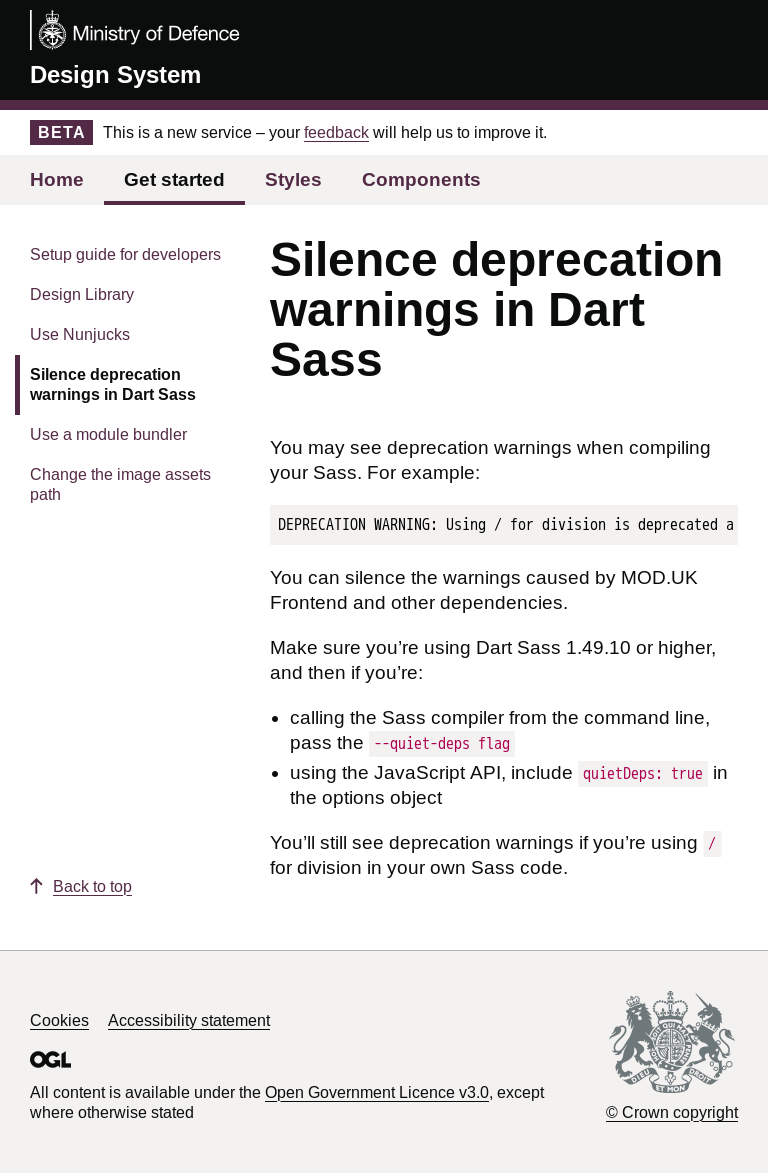 Ministry of Defence
Design System
BETA This is a new service – your feedback will help us to improve it.
Home Get started Styles Components
Setup guide for developers
Design Library
Use Nunjucks
Silence deprecation
warnings in Dart Sass
Use a module bundler
Change the image assets
path
Silence deprecation
warnings in Dart
Sass
You may see deprecation warnings when compiling
your Sass. For example:
DEPRECATION WARNING: Using / for division is deprecated a
You can silence the warnings caused by MOD.UK
Frontend and other dependencies.
Make sure you’re using Dart Sass 1.49.10 or higher,
and then if you’re:
• calling the Sass compiler from the command line,
pass the --quiet-deps flag
• using the JavaScript API, include quietDeps: true in
the options object
You’ll still see deprecation warnings if you’re using /
for division in your own Sass code.
Back to top
Cookies Accessibility statement
OGL
All content is available under the Open Government Licence v3.0, except
where otherwise stated
© Crown copyright